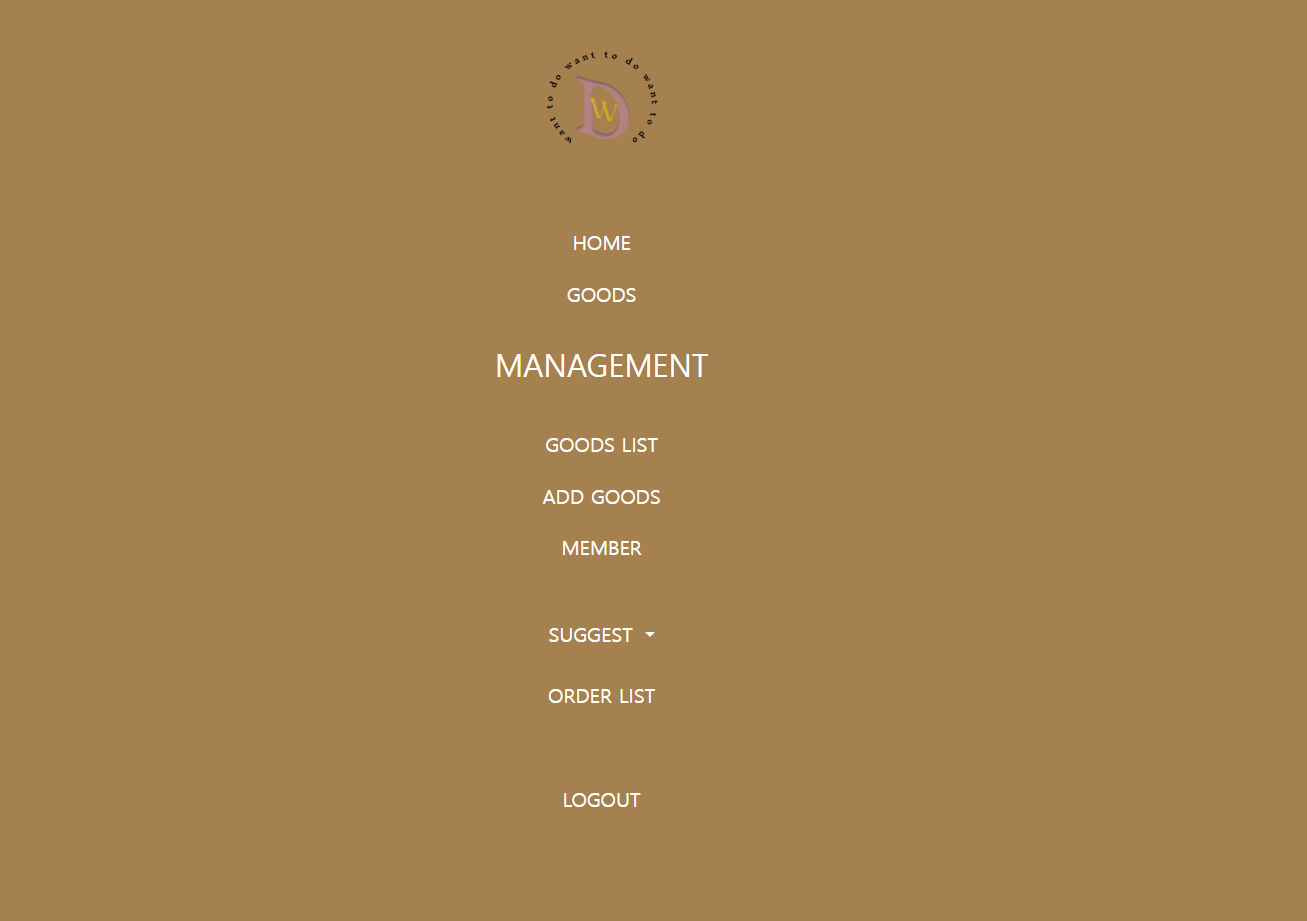 want to do want to do want to do
D
W
HOME
GOODS
MANAGEMENT
GOODS LIST
ADD GOODS
MEMBER
SUGGEST
ORDER LIST
LOGOUT